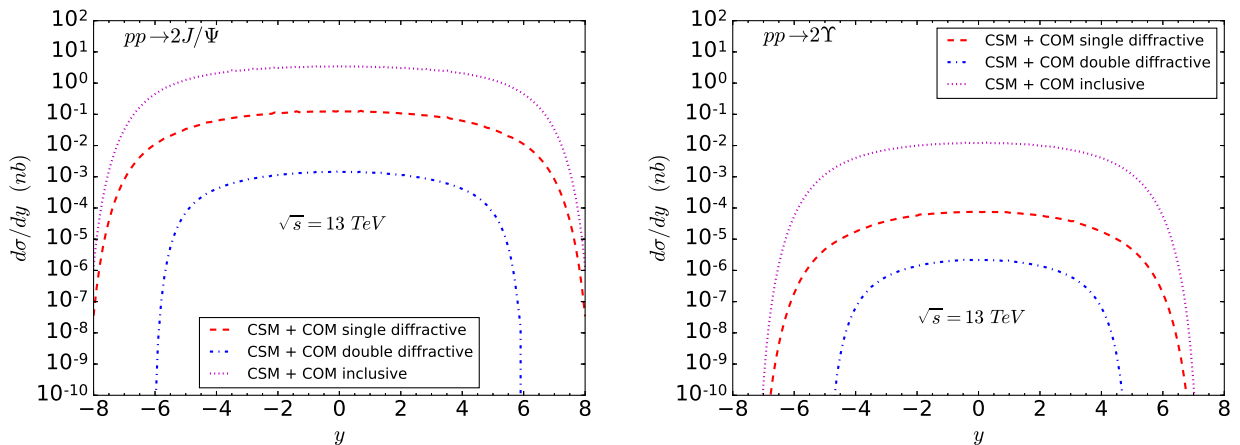 10^2
10^1
10^0
10^-1
10^-2
10^-3
10^-4
10^-5
10^-6
10^-7
10^-8
10^-9
10^-10
dσ/dy (nb)
pp→2J/Ψ
√s = 13 TeV
CSM + COM single diffractive
CSM + COM double diffractive
CSM + COM inclusive
−8 −6 −4 −2 0 2 4 6 8
y
10^2
10^1
10^0
10^-1
10^-2
10^-3
10^-4
10^-5
10^-6
10^-7
10^-8
10^-9
10^-10
dσ/dy (nb)
pp→2Υ
CSM + COM single diffractive
CSM + COM double diffractive
CSM + COM inclusive
√s = 13 TeV
−8 −6 −4 −2 0 2 4 6 8
y